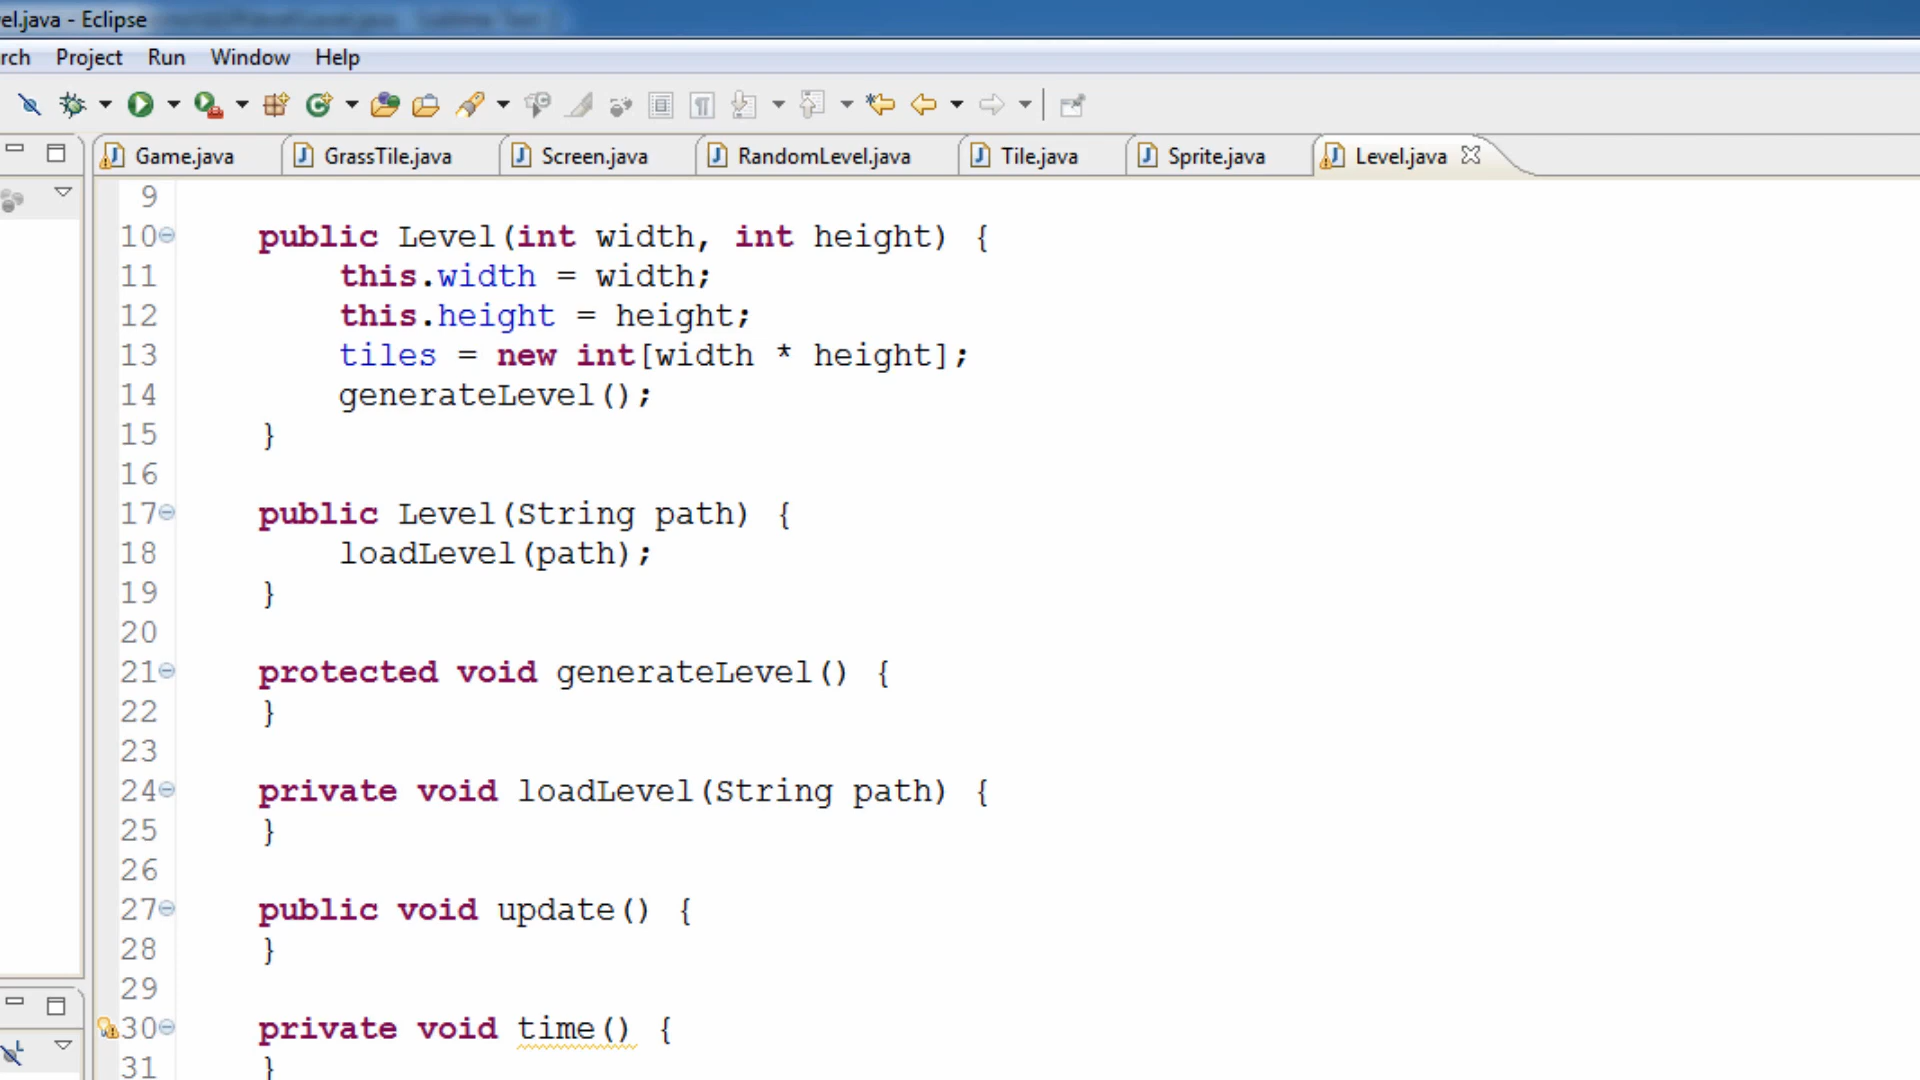 el.java - Eclipse
rch Project Run Window Help
Game.java GrassTile.java Screen.java RandomLevel.java Tile.java Sprite.java Level.java
9
10 public Level(int width, int height) {
11 this.width = width;
12 this.height = height;
13 tiles = new int[width * height];
14 generateLevel();
15 }
16
17 public Level(String path) {
18 loadLevel(path);
19 }
20
21 protected void generateLevel() {
22 }
23
24 private void loadLevel(String path) {
25 }
26
27 public void update() {
28 }
29
30 private void time() {
31 }